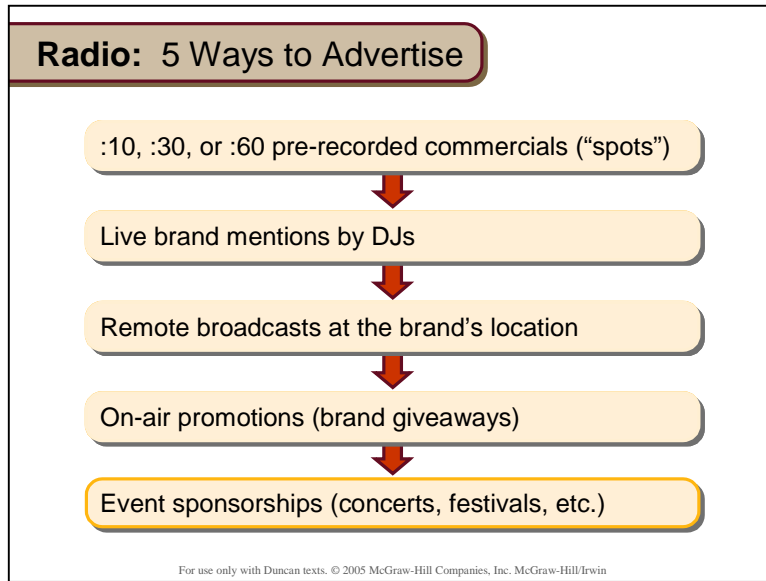 Radio: 5 Ways to Advertise
:10, :30, or :60 pre-recorded commercials (“spots”)
Live brand mentions by DJs
Remote broadcasts at the brand’s location
On-air promotions (brand giveaways)
Event sponsorships (concerts, festivals, etc.)
For use only with Duncan texts. © 2005 McGraw-Hill Companies, Inc. McGraw-Hill/Irwin